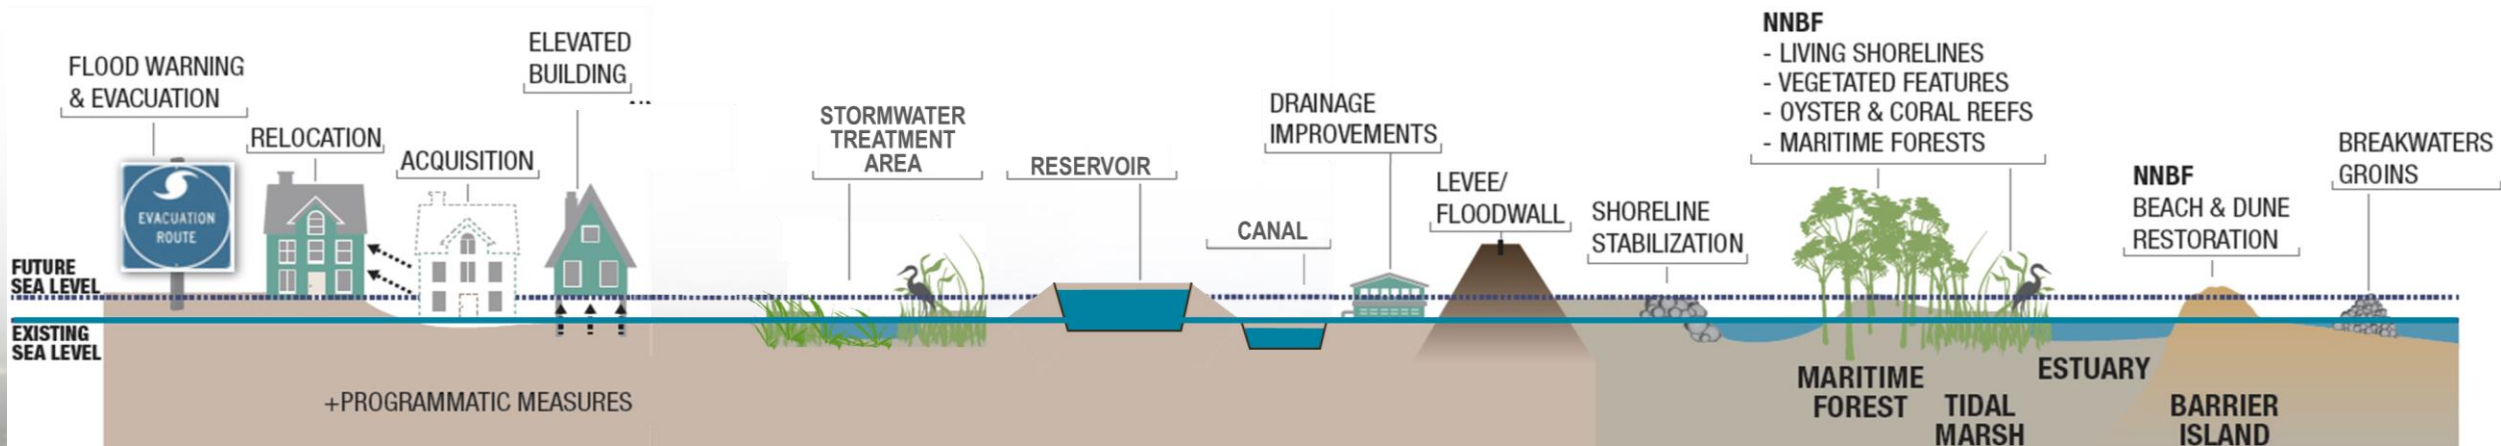 FLOOD WARNING
& EVACUATION
RELOCATION
ACQUISITION
ELEVATED
BUILDING
EVACUATION
ROUTE
STORMWATER
TREATMENT
AREA
RESERVOIR
CANAL
DRAINAGE
IMPROVEMENTS
LEVEE/
FLOODWALL
SHORELINE
STABILIZATION
NNBF
- LIVING SHORELINES
- VEGETATED FEATURES
- OYSTER & CORAL REEFS
- MARITIME FORESTS
NNBF
BEACH & DUNE
RESTORATION
BREAKWATERS
GROINS
FUTURE
SEA LEVEL
EXISTING
SEA LEVEL
+PROGRAMMATIC MEASURES
MARITIME
FOREST
TIDAL
MARSH
ESTUARY
BARRIER
ISLAND